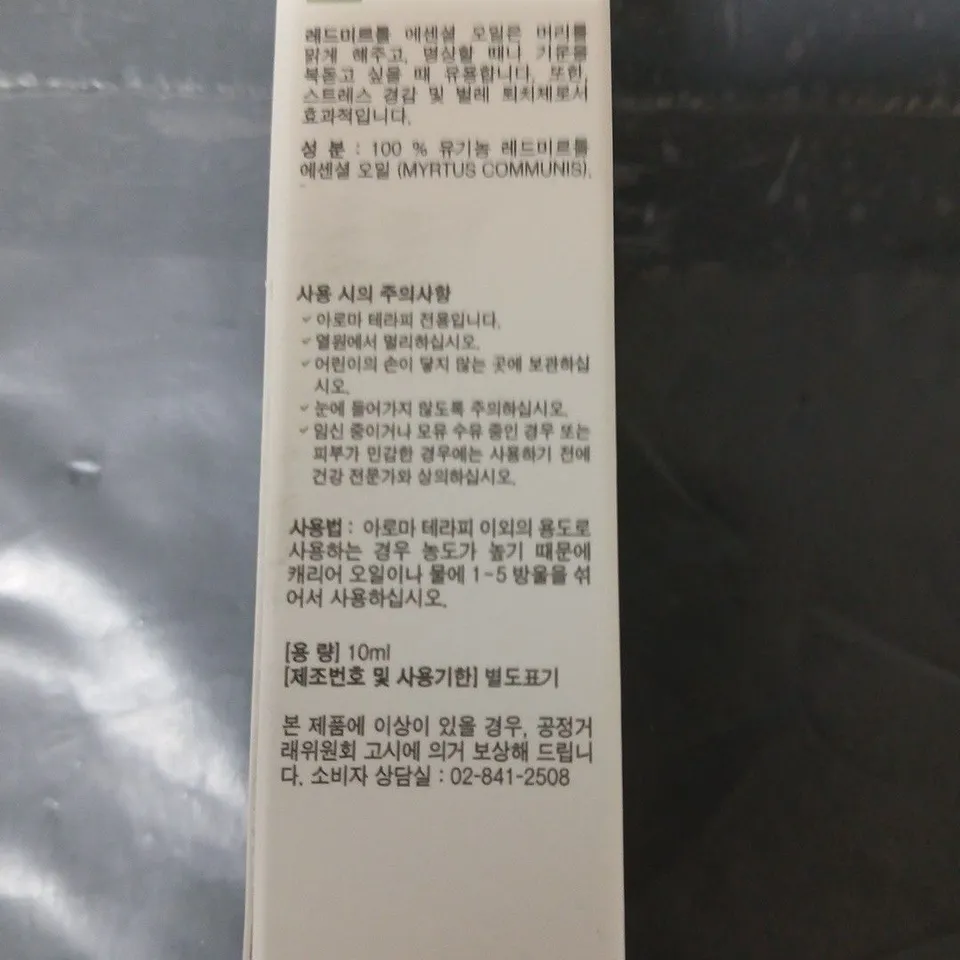 레드미르틀 에센셜 오일은 머리를
맑게 해주고, 명상할 때나 기운을
북돋고 싶을 때 유용합니다. 또한,
스트레스 경감 및 벌레 퇴치제로서
효과적입니다.
성 분 : 100 % 유기농 레드미르틀
에센셜 오일 (MYRTUS COMMUNIS).
사용 시의 주의사항
아로마 테라피 전용입니다.
열원에서 멀리하십시오.
어린이의 손이 닿지 않는 곳에 보관하십
시오.
눈에 들어가지 않도록 주의하십시오.
임신 중이거나 모유 수유 중인 경우 또는
피부가 민감한 경우에는 사용하기 전에
건강 전문가와 상의하십시오.
사용법 : 아로마 테라피 이외의 용도로
사용하는 경우 농도가 높기 때문에
캐리어 오일이나 물에 1~5 방울을 섞
어서 사용하십시오.
[용 량] 10ml
[제조번호 및 사용기한] 별도표기
본 제품에 이상이 있을 경우, 공정거
래위원회 고시에 의거 보상해 드립니
다. 소비자 상담실 : 02-841-2508